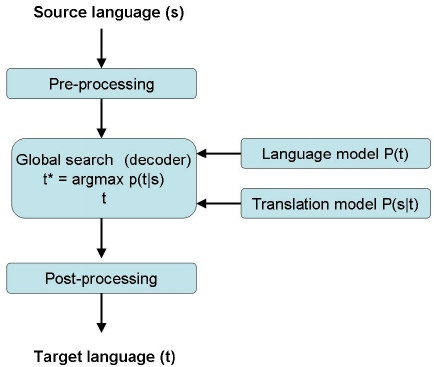 Source language (s)
Pre-processing
Global search (decoder)
t* = argmax p(t|s)
t
Language model P(t)
Translation model P(s|t)
Post-processing
Target language (t)